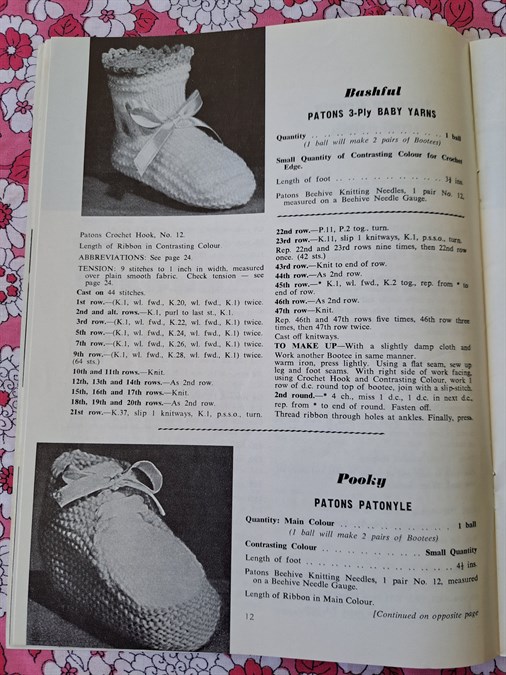 Bashful
PATONS 3-Ply BABY YARNS
Quantity .. .. .. .. .. .. .. .. .. .. .. 1 ball
(1 ball will make 2 pairs of Bootees)
Small Quantity of Contrasting Colour for Crochet
Edge.
Length of foot .. .. .. .. .. .. .. .. .. 3½ ins.
Patons Beehive Knitting Needles, 1 pair No. 12,
measured on a Beehive Needle Gauge.
Patons Crochet Hook, No. 12.
Length of Ribbon in Contrasting Colour.
ABBREVIATIONS: See page 24.
TENSION: 9 stitches to 1 inch in width, measured
over plain smooth fabric. Check tension — see
page 24.
Cast on 44 stitches.
1st row.—(K.1, wl. fwd., K.20, wl. fwd., K.1) twice.
2nd and alt. rows.—K.1, purl to last st., K.1.
3rd row.—(K.1, wl. fwd., K.22, wl. fwd., K.1) twice.
5th row.—(K.1, wl. fwd., K.24, wl. fwd., K.1) twice.
7th row.—(K.1, wl. fwd., K.26, wl. fwd., K.1) twice.
9th row.—(K.1, wl. fwd., K.28, wl. fwd., K.1) twice.
(64 sts.)
10th and 11th rows.—Knit.
12th, 13th and 14th rows.—As 2nd row.
15th, 16th and 17th rows.—Knit.
18th, 19th and 20th rows.—As 2nd row.
21st row.—K.37, slip 1 knitways, K.1, p.s.s.o., turn.
22nd row.—P.11, P.2 tog., turn.
23rd row.—K.11, slip 1 knitways, K.1, p.s.s.o., turn.
Rep. 22nd and 23rd rows nine times, then 22nd row
once. (42 sts.)
43rd row.—Knit to end of row.
44th row.—As 2nd row.
45th row.—* K.1, wl. fwd., K.2 tog., rep. from * to
end of row.
46th row.—As 2nd row.
47th row—Knit.
Rep. 46th and 47th rows five times, 46th row three
times, then 47th row twice.
Cast off knitways.
TO MAKE UP—With a slightly damp cloth and
Work another Bootee in same manner.
warm iron, press lightly. Using a flat seam, sew up
leg and foot seams. With right side of work facing,
using Crochet Hook and Contrasting Colour, work 1
row of d.c. round top of bootee, join with a slip-stitch.
2nd round.—* 4 ch., miss 1 d.c., 1 d.c. in next d.c.,
rep. from * to end of round. Fasten off.
Thread ribbon through holes at ankles. Finally, press.
Pooky
PATONS PATONYLE
Quantity: Main Colour .. .. .. .. .. .. .. 1 ball
(1 ball will make 2 pairs of Bootees)
Contrasting Colour .. .. .. .. .. Small Quantity
Length of foot .. .. .. .. .. .. .. .. .. 4½ ins.
Patons Beehive Knitting Needles, 1 pair No. 12, measured
on a Beehive Needle Gauge.
Length of Ribbon in Main Colour.
[Continued on opposite page
12